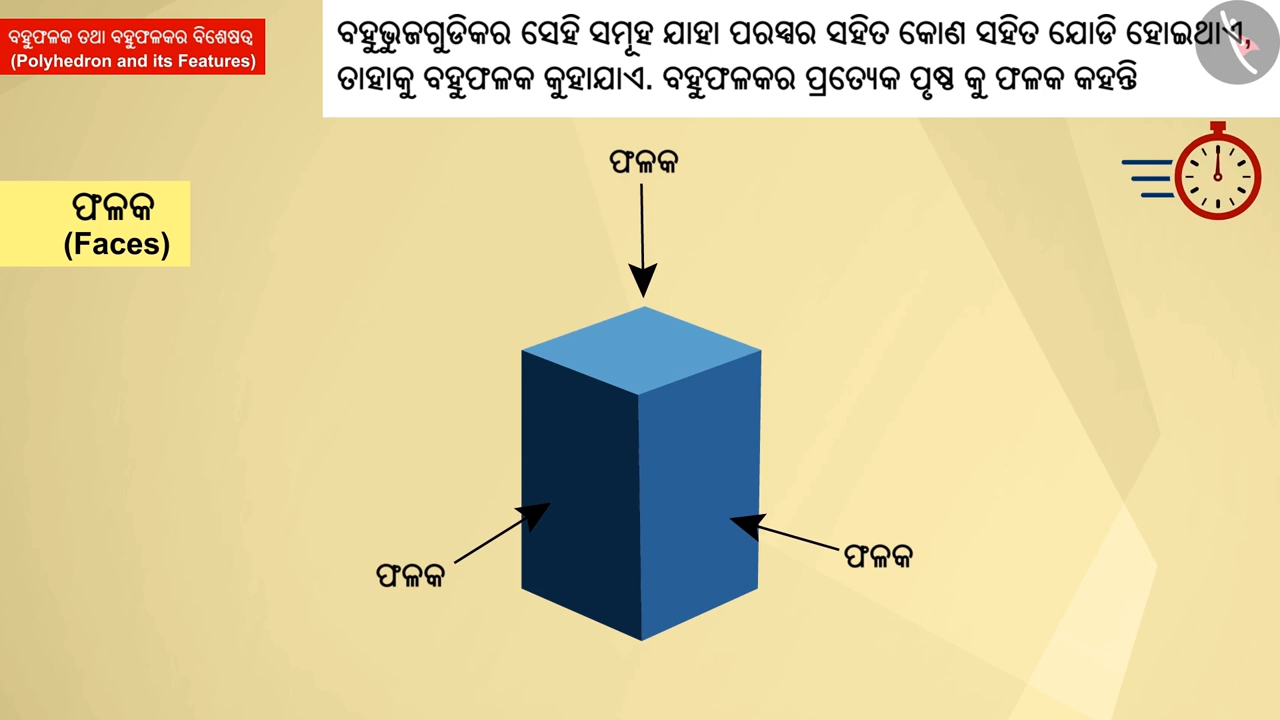 ବହୁଫଳକ ତଥା ବହୁଫଳକର ବିଶେଷତ୍ଵ
(Polyhedron and its Features)
ବହୁଭୁଜଗୁଡିକର ସେହି ସମୂହ ଯାହା ପରସ୍ପର ସହିତ କୋଣ ସହିତ ଯୋଡି ହୋଇଥାଏ,
ତାହାକୁ ବହୁଫଳକ କୁହାଯାଏ. ବହୁଫଳକର ପ୍ରତ୍ୟେକ ପୃଷ୍ଠ କୁ ଫଳକ କହନ୍ତି
ଫଳକ
(Faces)
ଫଳକ
ଫଳକ
ଫଳକ